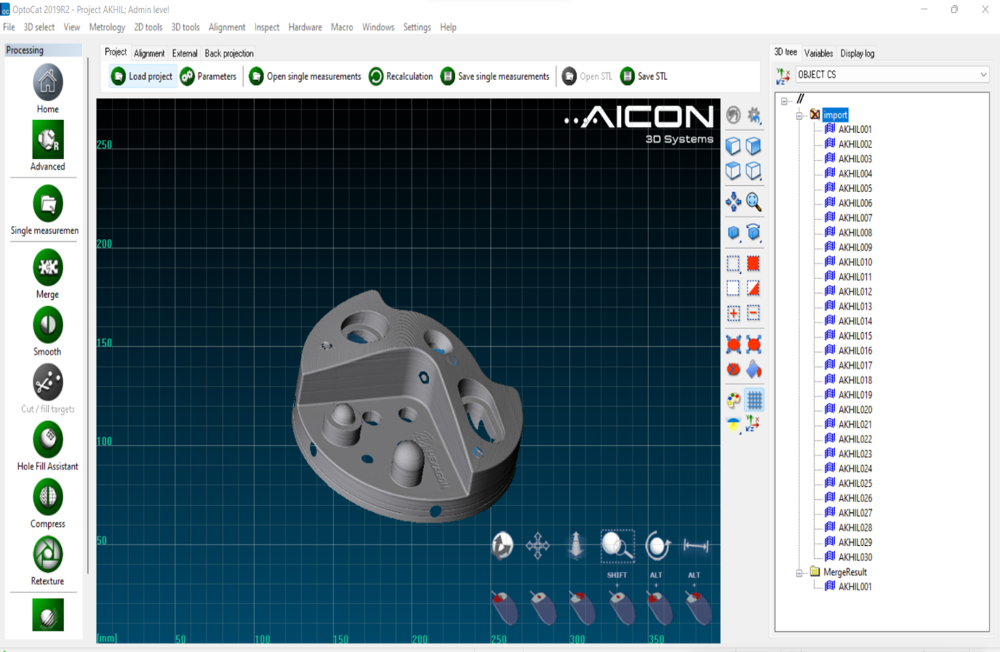 OptoCat 2019R2 - Project AKHIL; Admin level
File 3D select View Metrology 2D tools 3D tools Alignment Inspect Hardware Macro Windows Settings Help
Processing
Home
Advanced
Single measuremen
Merge
Smooth
Cut / fill targets
Hole Fill Assistant
Compress
Retexture
Project Alignment External Back projection
Load project Parameters Open single measurements Recalculation Save single measurements Open STL Save STL
AICON
3D Systems
250
200
150
100
50
HEXAGON
SHIFT ALT ALT
+ + +
[mm] 50 100 150 200 250 300 350
3D tree Variables Display log
OBJECT CS
//
import
AKHIL001
AKHIL002
AKHIL003
AKHIL004
AKHIL005
AKHIL006
AKHIL007
AKHIL008
AKHIL009
AKHIL010
AKHIL011
AKHIL012
AKHIL013
AKHIL014
AKHIL015
AKHIL016
AKHIL017
AKHIL018
AKHIL019
AKHIL020
AKHIL021
AKHIL022
AKHIL023
AKHIL024
AKHIL025
AKHIL026
AKHIL027
AKHIL028
AKHIL029
AKHIL030
MergeResult
AKHIL001